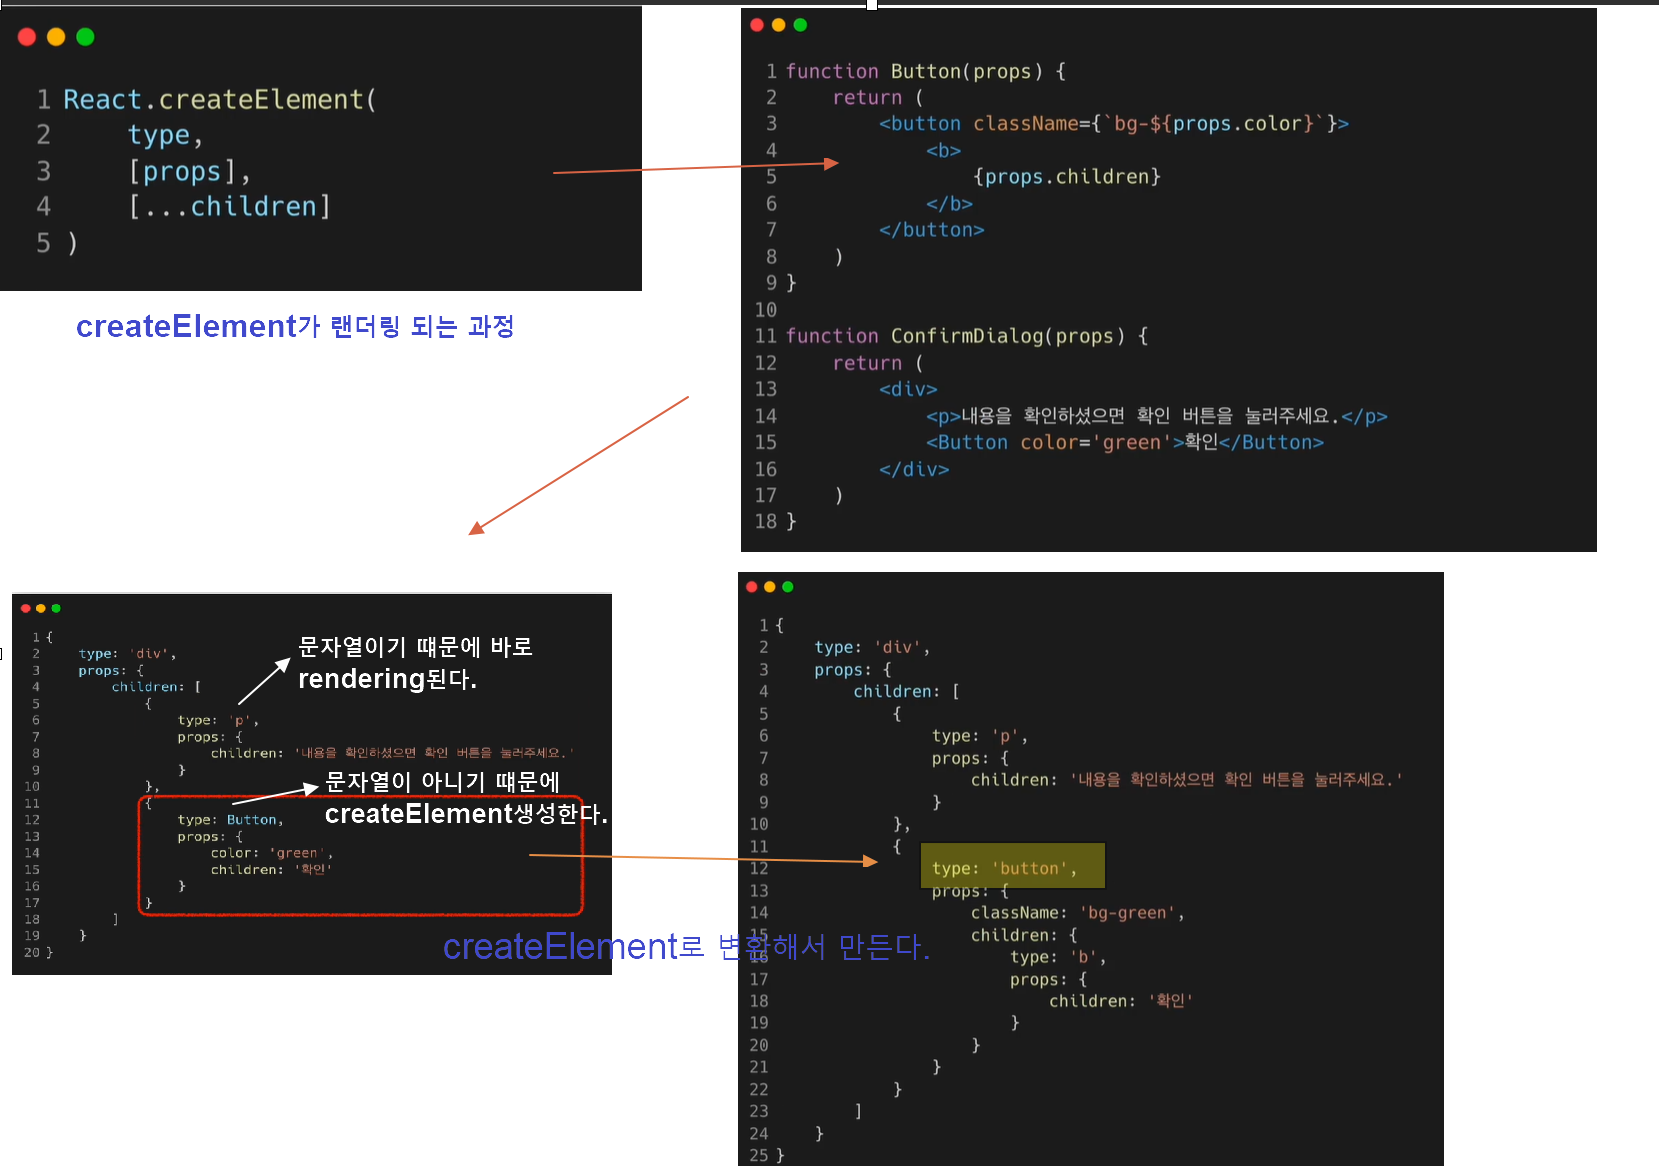 1 React.createElement(
2     type,
3     [props],
4     [...children]
5 )
createElement가 랜더링 되는 과정
1 function Button(props) {
2     return (
3         <button className={`bg-${props.color}`}>
4             <b>
5                 {props.children}
6             </b>
7         </button>
8     )
9 }
10
11 function ConfirmDialog(props) {
12     return (
13         <div>
14             <p>내용을 확인하셨으면 확인 버튼을 눌러주세요.</p>
15             <Button color='green'>확인</Button>
16         </div>
17     )
18 }
1 {
2     type: 'div',
3     props: {
4         children: [
5             {
6                 type: 'p',
7                 props: {
8                     children: '내용을 확인하셨으면 확인 버튼을 눌러주세요.'
9                 }
10             },
11             {
12                 type: Button,
13                 props: {
14                     color: 'green',
15                     children: '확인'
16                 }
17             }
18         ]
19     }
20 }
문자열이기 떄문에 바로
rendering된다.
문자열이 아니기 떄문에
createElement생성한다.
createElement로 변환해서 만든다.
1 {
2     type: 'div',
3     props: {
4         children: [
5             {
6                 type: 'p',
7                 props: {
8                     children: '내용을 확인하셨으면 확인 버튼을 눌러주세요.'
9                 }
10             },
11             {
12                 type: 'button',
13                 props: {
14                     className: 'bg-green',
15                     children: {
16                         type: 'b',
17                         props: {
18                             children: '확인'
19                         }
20                     }
21                 }
22             }
23         ]
24     }
25 }